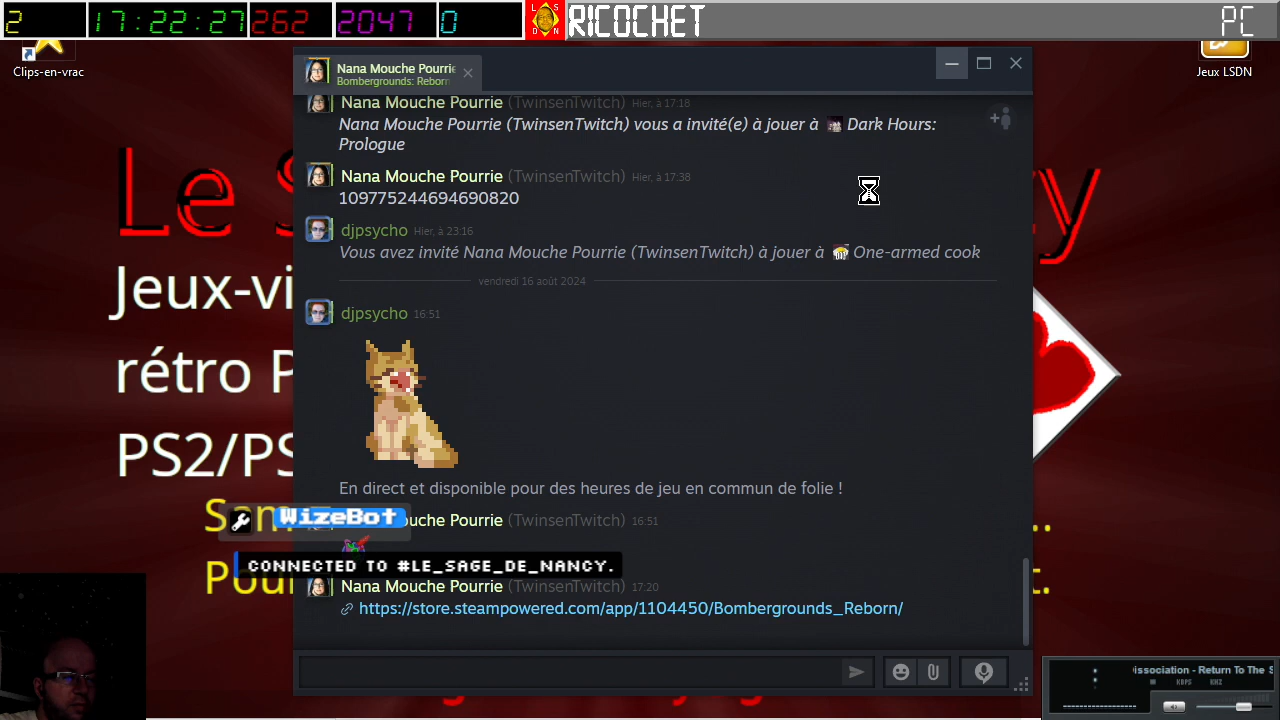 2 17:22:27 262 2047 0 RICOCHET PC
Clips-en-vrac
Jeux LSDN
Nana Mouche Pourrie
Bombergrounds: Reborn
Nana Mouche Pourrie (TwinsenTwitch) Hier, à 17:18
Nana Mouche Pourrie (TwinsenTwitch) vous a invité(e) à jouer à Dark Hours:
Prologue
Nana Mouche Pourrie (TwinsenTwitch) Hier, à 17:38
109775244694690820
djpsycho Hier, à 23:16
Vous avez invité Nana Mouche Pourrie (TwinsenTwitch) à jouer à One-armed cook
vendredi 16 août 2024
djpsycho 16:51
En direct et disponible pour des heures de jeu en commun de folie !
uche Pourrie (TwinsenTwitch) 16:51
WizeBot
CONNECTED TO #LE_SAGE_DE_NANCY.
Nana Mouche Pourrie (TwinsenTwitch) 17:20
https://store.steampowered.com/app/1104450/Bombergrounds_Reborn/
Le S
Jeux-vi
rétro P
PS2/PS
Sam
Pou
issociation - Return To The S
KBPS KHZ